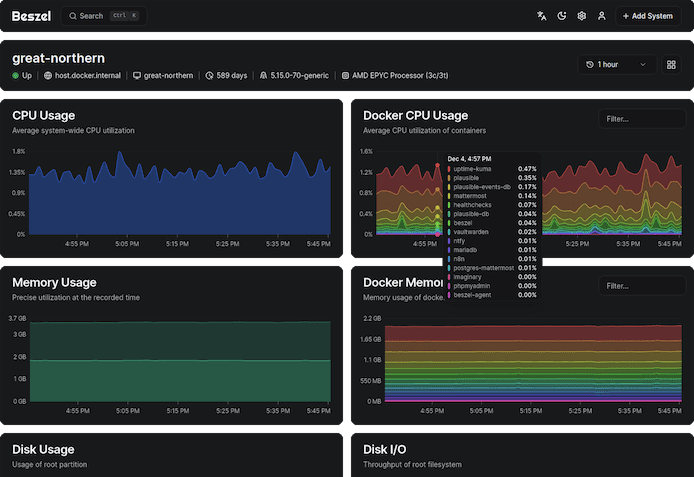 Beszel
Search ctrl K
+ Add System
great-northern
Up host.docker.internal great-northern 589 days 5.15.0-70-generic AMD EPYC Processor (3c/3t)
1 hour
CPU Usage
Average system-wide CPU utilization
1.8%
1.35%
0.9%
0.45%
0%
4:55 PM 5:05 PM 5:15 PM 5:25 PM 5:35 PM 5:45 PM
Docker CPU Usage
Average CPU utilization of containers
Filter...
1.6%
1.2%
0.8%
0.4%
0%
4:55 PM 5:25 PM 5:35 PM 5:45 PM
Dec 4, 4:57 PM
uptime-kuma 0.47%
plausible 0.35%
plausible-events-db 0.17%
mattermost 0.14%
healthchecks 0.07%
plausible-db 0.04%
beszel 0.04%
vaultwarden 0.02%
ntfy 0.01%
mariadb 0.01%
n8n 0.01%
postgres-mattermost 0.01%
imaginary 0.00%
phpmyadmin 0.00%
beszel-agent 0.00%
Memory Usage
Precise utilization at the recorded time
3.7 GB
3 GB
2 GB
1 GB
0 GB
4:55 PM 5:05 PM 5:15 PM 5:25 PM 5:35 PM 5:45 PM
Docker Memor
Memory usage of docke
Filter...
2.2 GB
1.65 GB
1.1 GB
550 MB
0 MB
4:55 PM 5:05 PM 5:15 PM 5:25 PM 5:35 PM 5:45 PM
Disk Usage
Usage of root partition
Disk I/O
Throughput of root filesystem